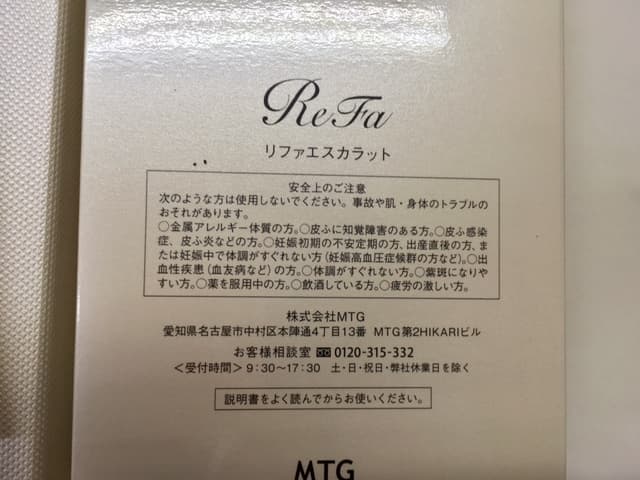 ReFa
リファエスカラット
安全上のご注意
次のような方は使用しないでください。事故や肌・身体のトラブルの
おそれがあります。
○金属アレルギー体質の方。○皮ふに知覚障害のある方。○皮ふ感染
症、皮ふ炎などの方。○妊娠初期の不安定期の方、出産直後の方、ま
たは妊娠中で体調がすぐれない方(妊娠高血圧症候群の方など)。○出
血性疾患(血友病など)の方。○体調がすぐれない方。○紫斑になりや
すい方。○薬を服用中の方。○飲酒している方。○疲労の激しい方。
株式会社MTG
愛知県名古屋市中村区本陣通4丁目13番 MTG第2HIKARIビル
お客様相談室 0120-315-332
<受付時間> 9:30~17:30 土・日・祝日・弊社休業日を除く
説明書をよく読んでからお使いください。
MTG